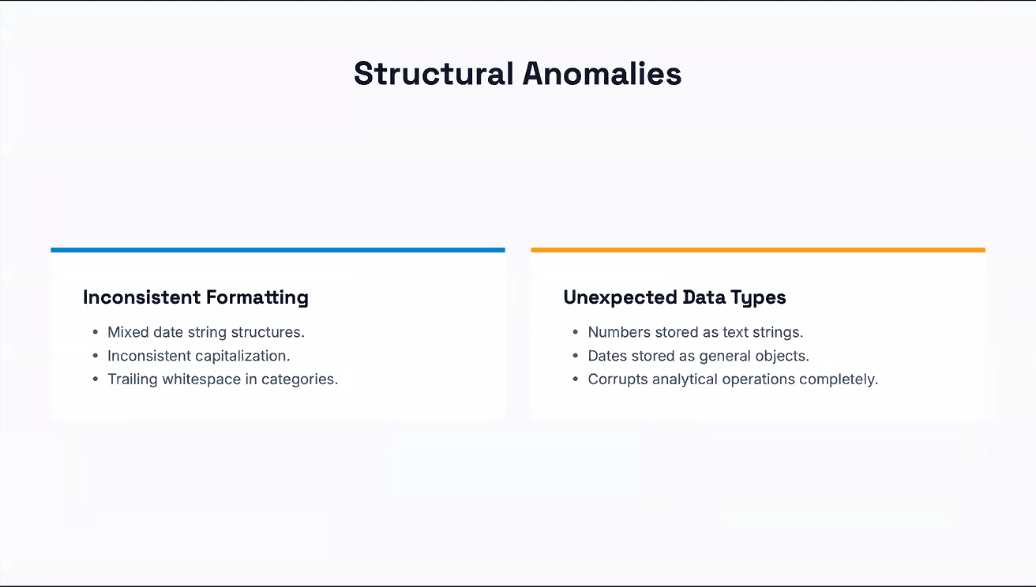 Structural Anomalies
Inconsistent Formatting
• Mixed date string structures.
• Inconsistent capitalization.
• Trailing whitespace in categories.
Unexpected Data Types
• Numbers stored as text strings.
• Dates stored as general objects.
• Corrupts analytical operations completely.